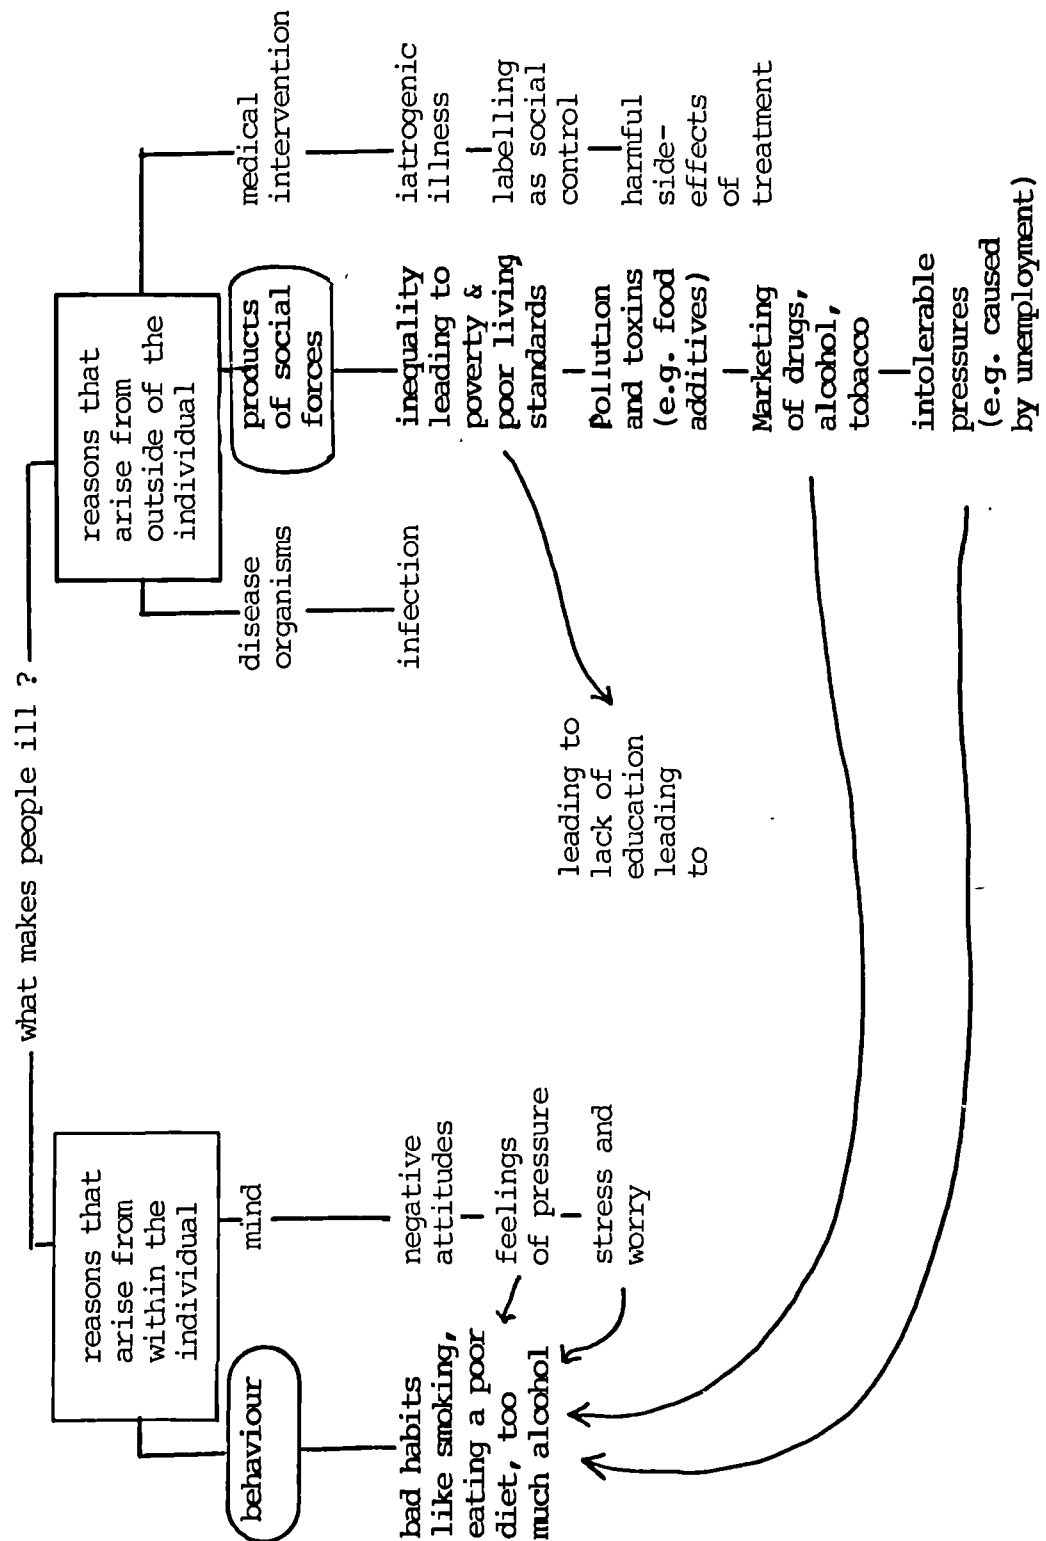 what makes people ill ?
reasons that
arise from
within the
individual
behaviour
bad habits
like smoking,
eating a poor
diet, too
much alcohol
mind
negative
attitudes
feelings
of pressure
stress and
worry
reasons that
arise from
outside of the
individual
disease
organisms
infection
products
of social
forces
inequality
leading to
poverty &
poor living
standards
Pollution
and toxins
(e.g. food
additives)
Marketing
of drugs,
alcohol,
tobacco
intolerable
pressures
(e.g. caused
by unemployment)
leading to
lack of
education
leading
to
medical
intervention
iatrogenic
illness
labelling
as social
control
harmful
side-
effects
of
treatment